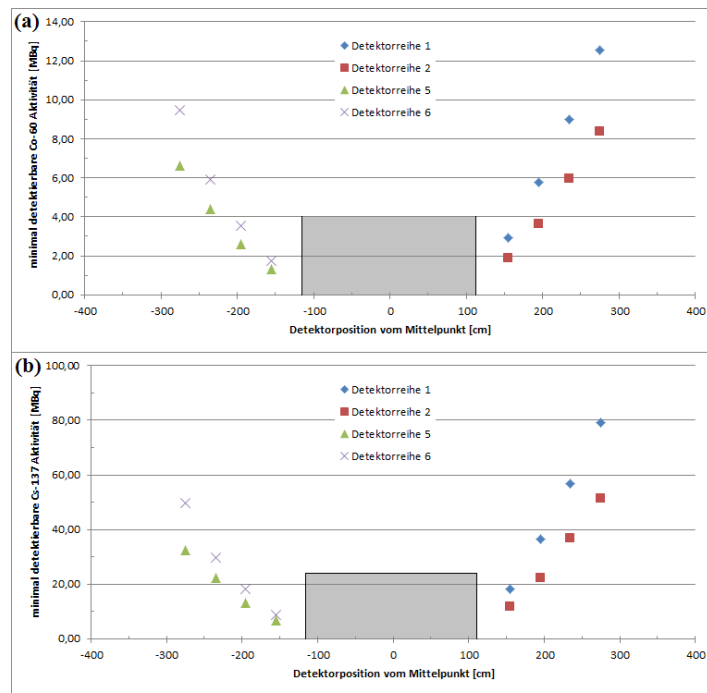 (a)
minimal detektierbare Co-60 Aktivität [MBq]
14,00
12,00
10,00
8,00
6,00
4,00
2,00
0,00
Detektorreihe 1
Detektorreihe 2
Detektorreihe 5
Detektorreihe 6
-400 -300 -200 -100 0 100 200 300 400
Detektorposition vom Mittelpunkt [cm]
(b)
minimal detektierbare Cs-137 Aktivität [MBq]
100,00
80,00
60,00
40,00
20,00
0,00
Detektorreihe 1
Detektorreihe 2
Detektorreihe 5
Detektorreihe 6
-400 -300 -200 -100 0 100 200 300 400
Detektorposition vom Mittelpunkt [cm]